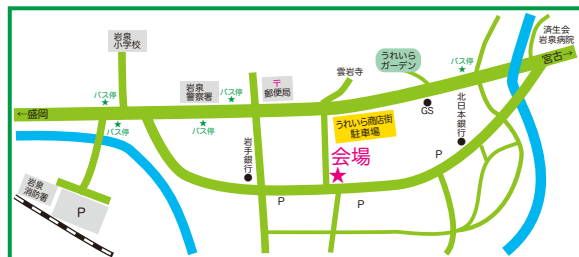 岩泉
小学校
済生会
岩泉病院
宮古→
バス停
うれいら
ガーデン
雲岩寺
〒
郵便局
岩泉
警察署
バス停
バス停
←盛岡
バス停
バス停
GS
北日本銀行
うれいら商店街
駐車場
岩手銀行
会場
★
P
岩泉
消防署
P
P
P